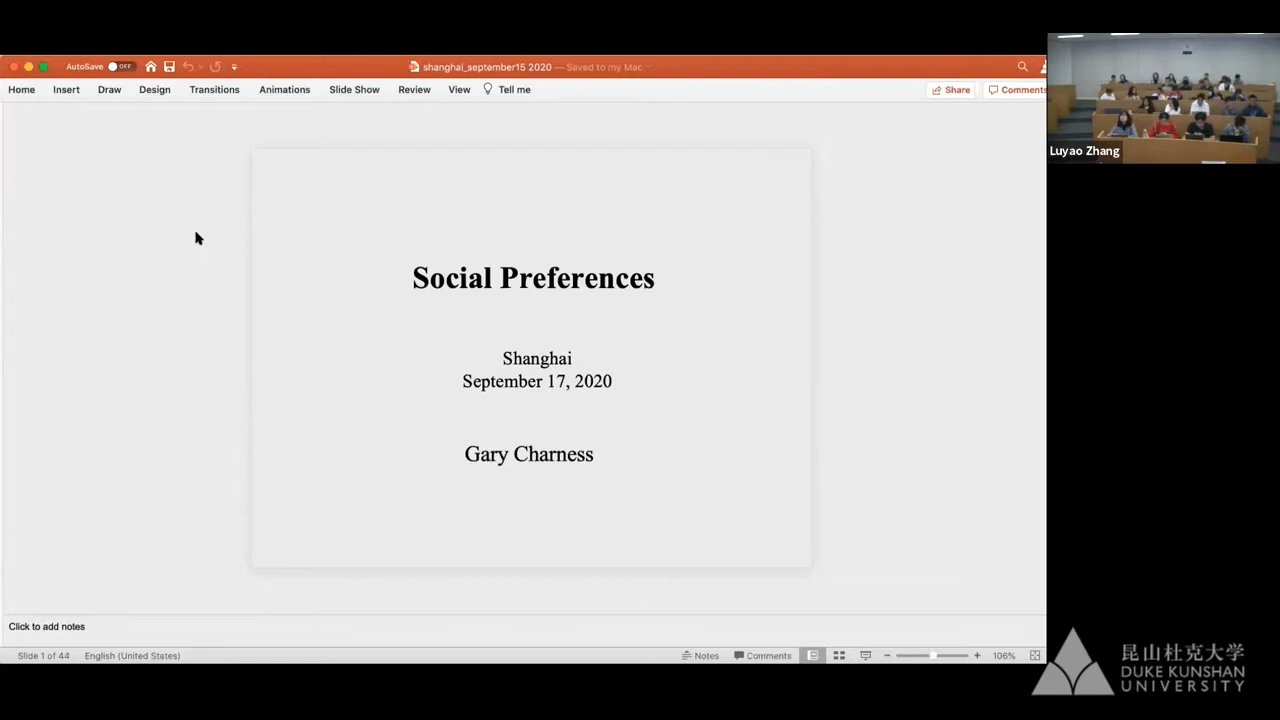 AutoSave OFF
shanghai_september15 2020 — Saved to my Mac
Home Insert Draw Design Transitions Animations Slide Show Review View Tell me
Share Comments
Luyao Zhang
Social Preferences
Shanghai
September 17, 2020
Gary Charness
Click to add notes
Slide 1 of 44 English (United States) Notes Comments 106%
昆山杜克大学
DUKE KUNSHAN
UNIVERSITY